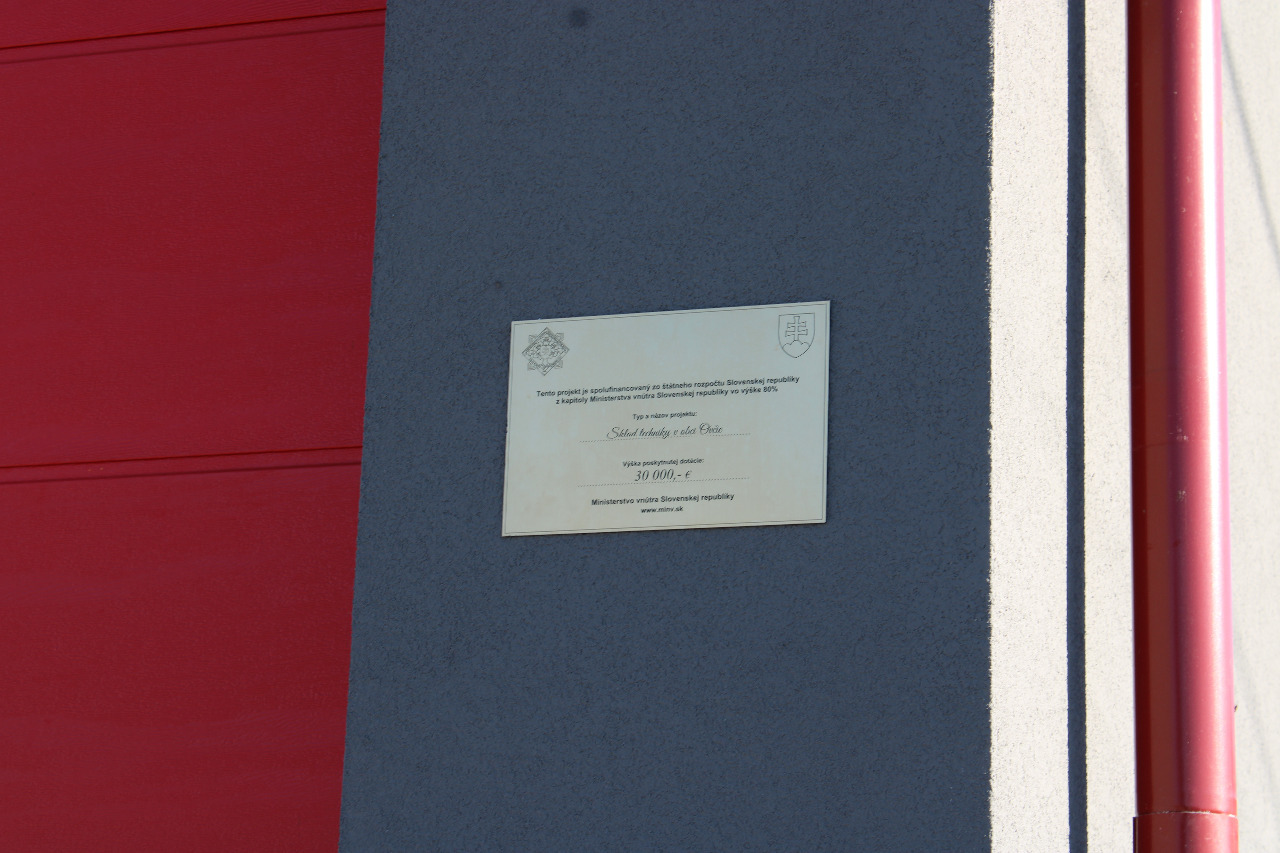 Tento projekt je spolufinancovaný zo štátneho rozpočtu Slovenskej republiky
z kapitoly Ministerstva vnútra Slovenskej republiky vo výške 80%
Typ a názov projektu:
Sklad techniky v obci Ovčie
Výška poskytnutej dotácie:
30 000,- €
Ministerstvo vnútra Slovenskej republiky
www.minv.sk